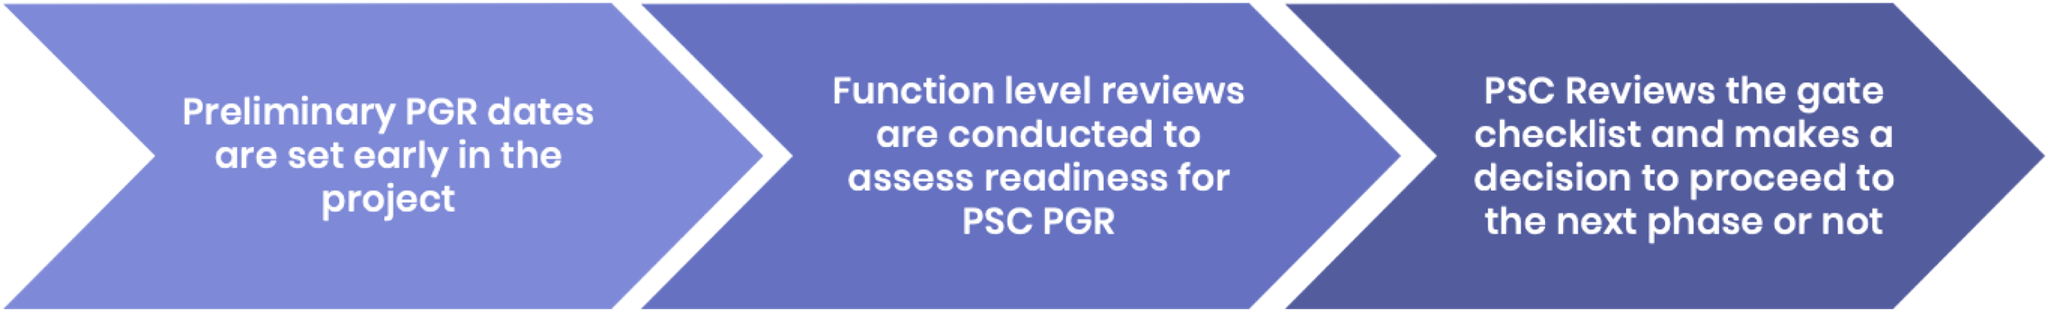 Preliminary PGR dates
are set early in the
project
Function level reviews
are conducted to
assess readiness for
PSC PGR
PSC Reviews the gate
checklist and makes a
decision to proceed to
the next phase or not